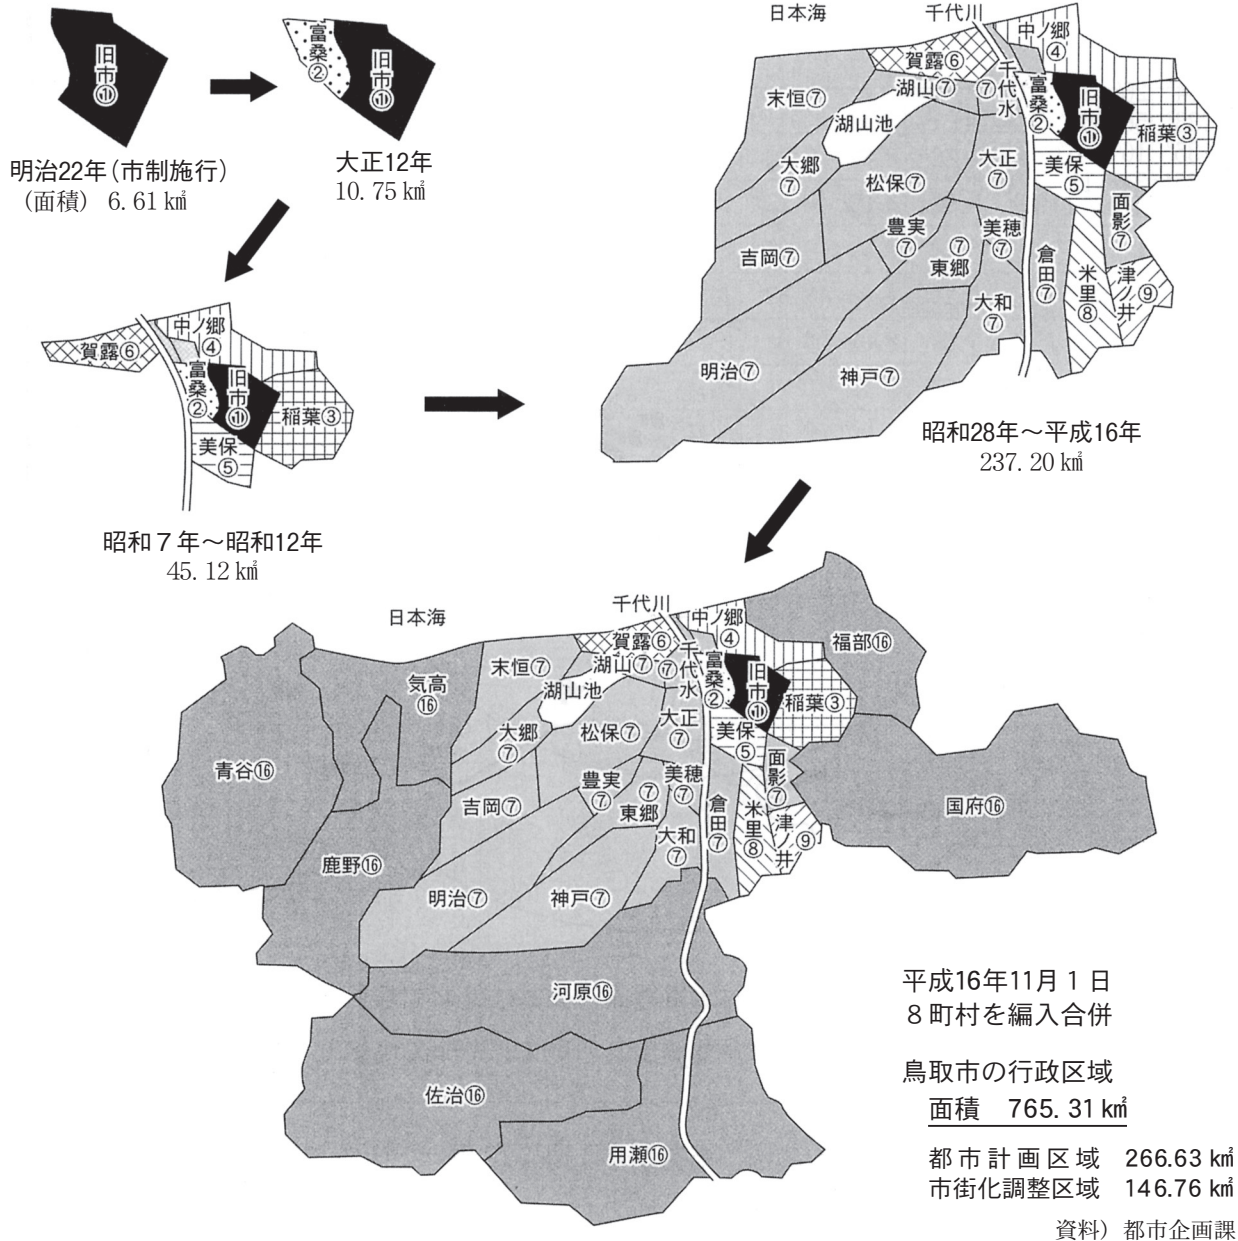 旧市①
明治22年(市制施行)
(面積) 6.61㎢
富桑②
旧市①
大正12年
10.75㎢
中ノ郷④
賀露⑥
富桑②
旧市①
稲葉③
美保⑤
昭和7年～昭和12年
45.12㎢
日本海
千代川
中ノ郷④
賀露⑥
千代水⑦
末恒⑦
湖山⑦
富桑②
旧市①
稲葉③
湖山池
大正⑦
美保⑤
大郷⑦
松保⑦
面影⑦
豊実⑦
美穂⑦
吉岡⑦
東郷⑦
倉田⑦
米里⑧
津ノ井⑨
大和⑦
明治⑦
神戸⑦
昭和28年～平成16年
237.20㎢
日本海
千代川
中ノ郷④
賀露⑥
福部⑯
末恒⑦
湖山⑦
千代水⑦
富桑②
旧市①
稲葉③
気高⑯
湖山池
大郷⑦
松保⑦
大正⑦
美保⑤
面影⑦
青谷⑯
豊実⑦
美穂⑦
吉岡⑦
東郷⑦
倉田⑦
米里⑧
津ノ井⑨
国府⑯
大和⑦
鹿野⑯
明治⑦
神戸⑦
河原⑯
佐治⑯
用瀬⑯
平成16年11月1日
8町村を編入合併
鳥取市の行政区域
面積 765.31㎢
都市計画区域 266.63㎢
市街化調整区域 146.76㎢
資料) 都市企画課